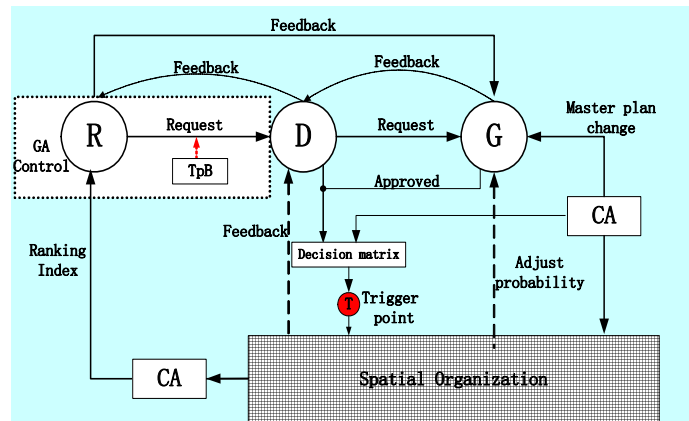 Feedback
Feedback
Feedback
Request
Request
Master plan
change
R
D
G
GA
Control
TpB
Approved
CA
Feedback
Decision matrix
Ranking
Index
Adjust
probability
T
Trigger
point
CA
Spatial Organization